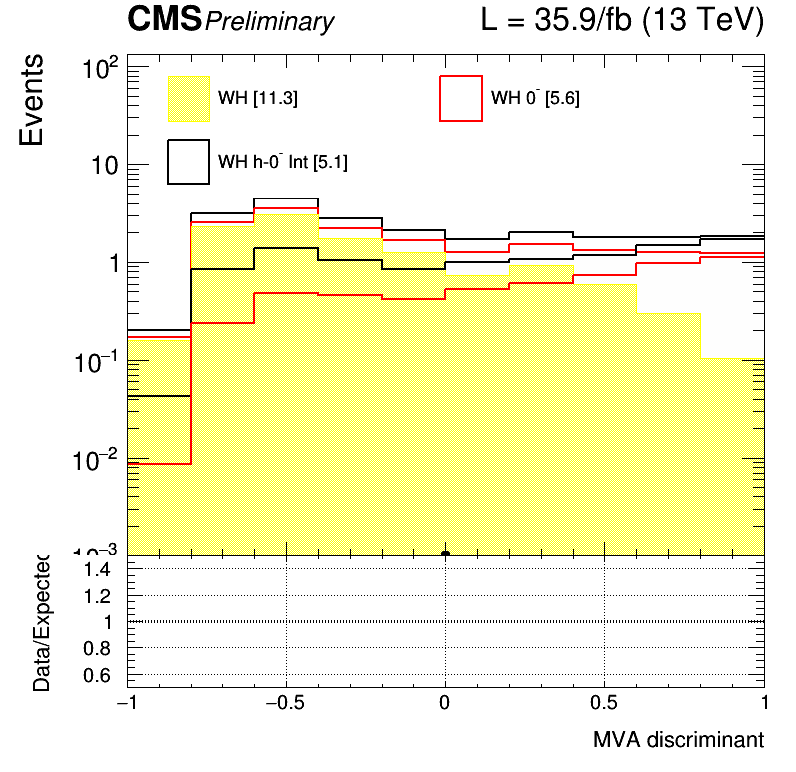 CMS Preliminary L = 35.9/fb (13 TeV)
Events
10²
10
1
10⁻¹
10⁻²
10⁻³
WH [11.3]
WH 0⁻ [5.6]
WH h-0⁻ Int [5.1]
Data/Expected
1.4
1.2
1
0.8
0.6
−1 −0.5 0 0.5 1
MVA discriminant